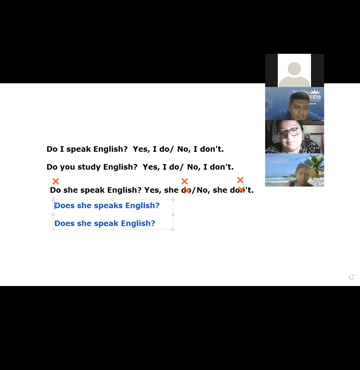 Do I speak English? Yes, I do/ No, I don't.
Do you study English? Yes, I do/ No, I don't.
Do she speak English? Yes, she do/No, she don't.
Does she speaks English?
Does she speak English?